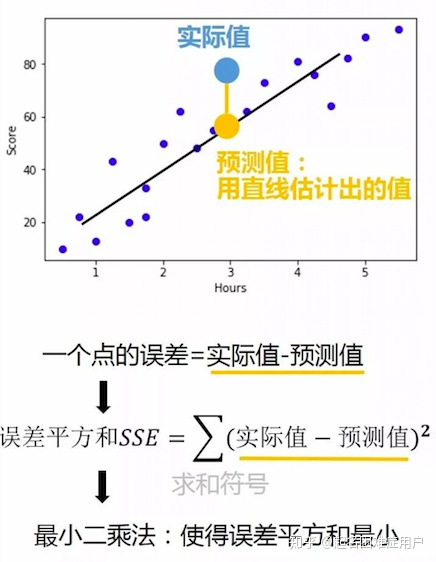 实际值
80
60
40
20
Score
预测值：
用直线估计出的值
1 2 3 4 5
Hours
一个点的误差=实际值-预测值
误差平方和SSE = ∑(实际值 − 预测值)²
求和符号
最小二乘法：使得误差平方和最小
知乎